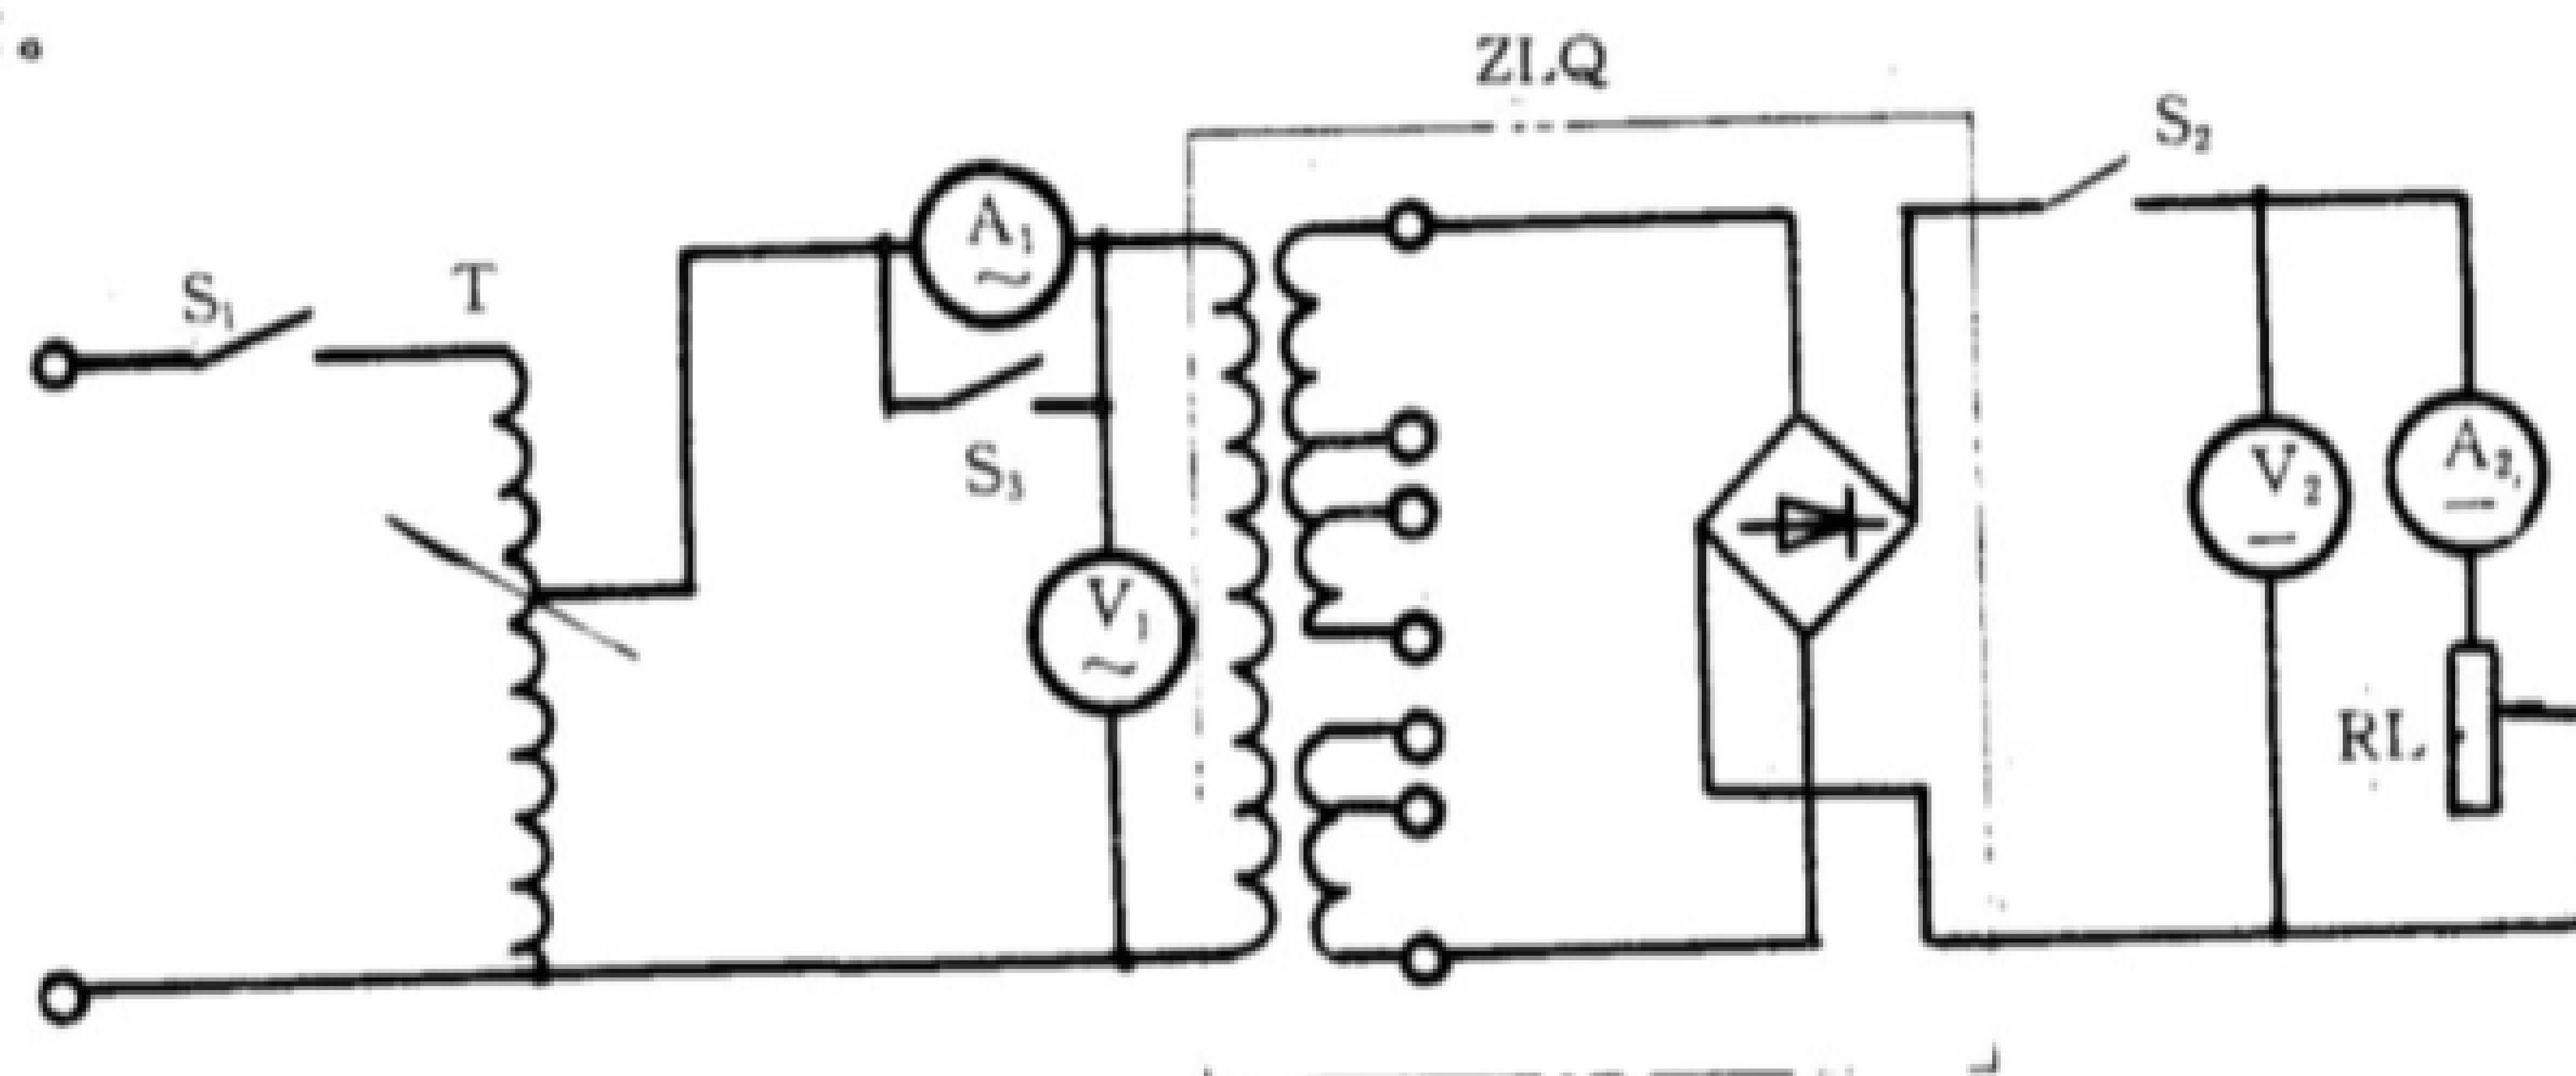 ZLQ
S₂
A₁
~
S₁
T
S₃
V₁
~
V₂
—
A₂
—
RL